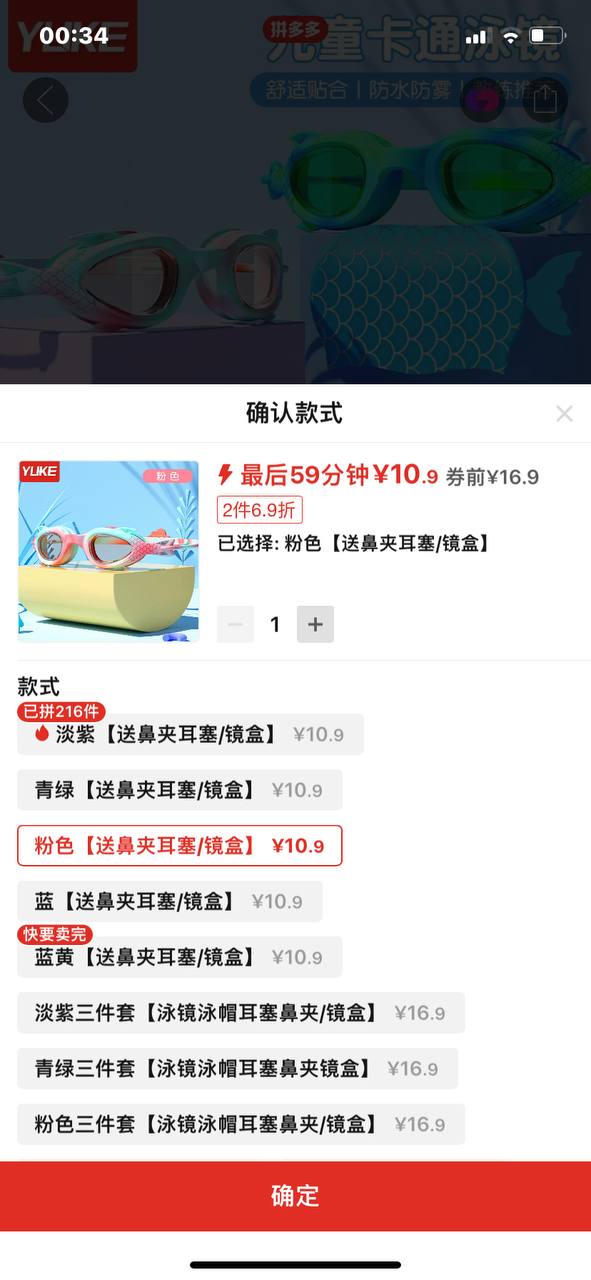 00:34
YUKE
拼多多
儿童卡通泳镜
舒适贴合 | 防水防雾 | 教练推荐
确认款式
YUKE
粉色
最后59分钟¥10.9 券前¥16.9
2件6.9折
已选择: 粉色【送鼻夹耳塞/镜盒】
1
款式
已拼216件
淡紫【送鼻夹耳塞/镜盒】 ¥10.9
青绿【送鼻夹耳塞/镜盒】 ¥10.9
粉色【送鼻夹耳塞/镜盒】 ¥10.9
蓝【送鼻夹耳塞/镜盒】 ¥10.9
快要卖完
蓝黄【送鼻夹耳塞/镜盒】 ¥10.9
淡紫三件套【泳镜泳帽耳塞鼻夹/镜盒】 ¥16.9
青绿三件套【泳镜泳帽耳塞鼻夹镜盒】 ¥16.9
粉色三件套【泳镜泳帽耳塞鼻夹/镜盒】 ¥16.9
确定